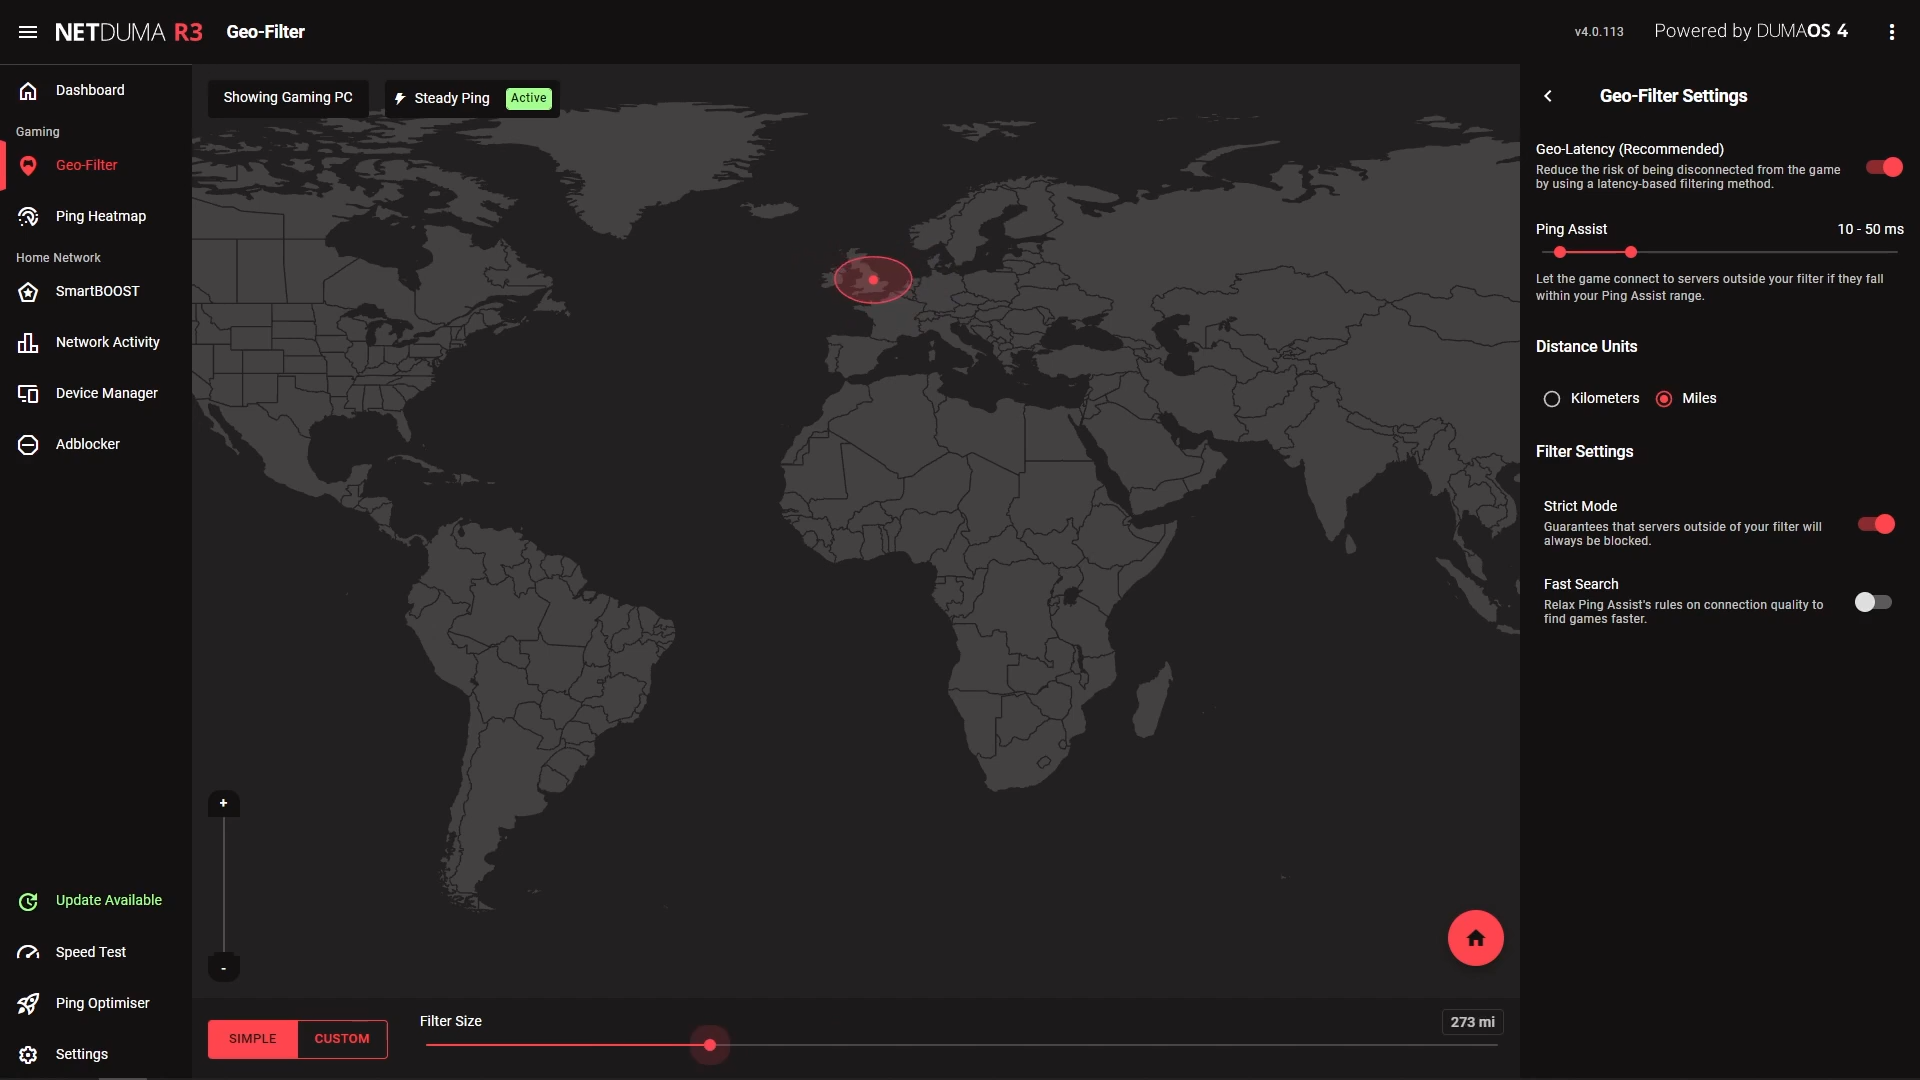 NETDUMA R3
Geo-Filter
v4.0.113
Powered by DUMAOS 4
Dashboard
Gaming
Geo-Filter
Ping Heatmap
Home Network
SmartBOOST
Network Activity
Device Manager
Adblocker
Update Available
Speed Test
Ping Optimiser
Settings
Showing Gaming PC
Steady Ping Active
+
-
SIMPLE CUSTOM
Filter Size
273 mi
Geo-Filter Settings
Geo-Latency (Recommended)
Reduce the risk of being disconnected from the game
by using a latency-based filtering method.
Ping Assist 10 - 50 ms
Let the game connect to servers outside your filter if they fall
within your Ping Assist range.
Distance Units
Kilometers Miles
Filter Settings
Strict Mode
Guarantees that servers outside of your filter will
always be blocked.
Fast Search
Relax Ping Assist's rules on connection quality to
find games faster.